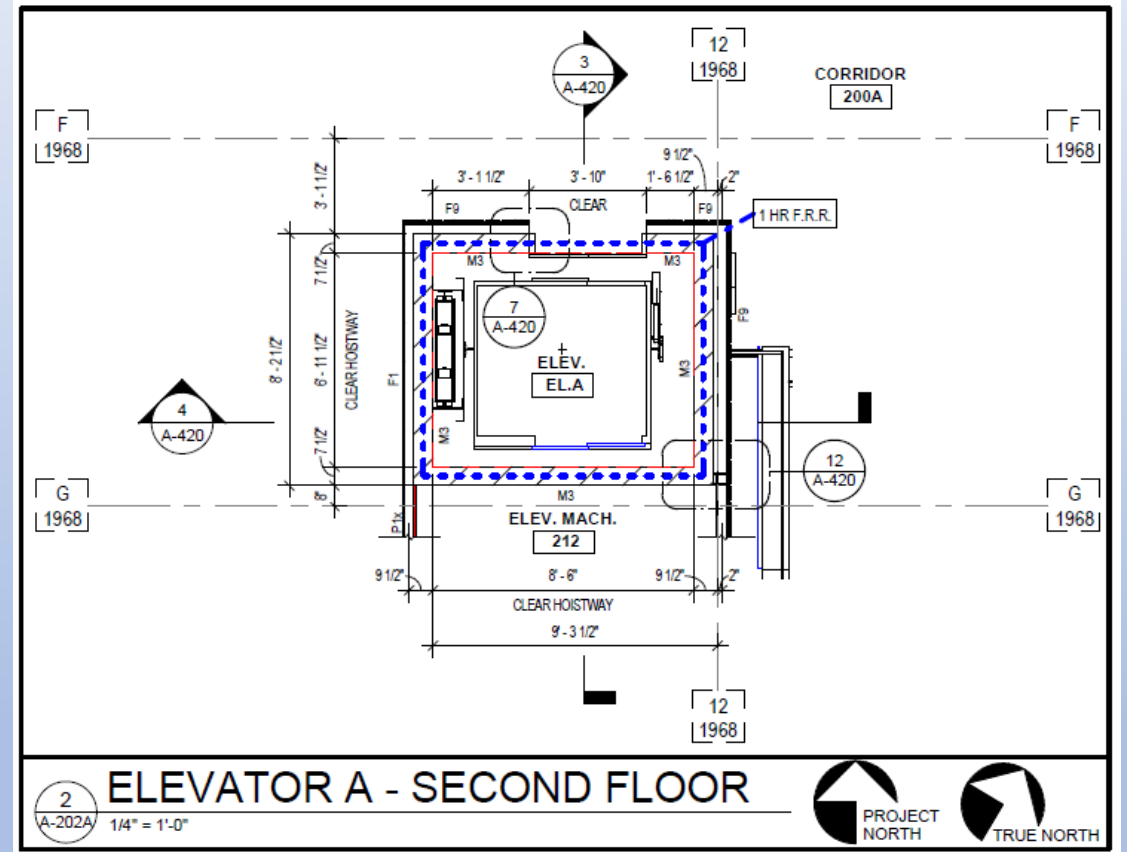 12
1968
3
A-420
CORRIDOR
200A
F
1968
F
1968
9 1/2"
3' - 1 1/2"
3' - 10"
1' - 6 1/2"
2"
3' - 1 1/2"
CLEAR
F9
F9
1 HR F.R.R.
7 1/2"
M3
M3
7
A-420
F9
8' - 2 1/2"
6' - 11 1/2"
CLEAR HOISTWAY
F1
ELEV.
EL.A
M3
4
A-420
M3
7 1/2"
12
A-420
8"
G
1968
M3
G
1968
P1x
ELEV. MACH.
212
9 1/2"
8' - 6"
9 1/2"
2"
CLEAR HOISTWAY
9' - 3 1/2"
12
1968
2
A-202A
ELEVATOR A - SECOND FLOOR
1/4" = 1'-0"
PROJECT
NORTH
TRUE NORTH